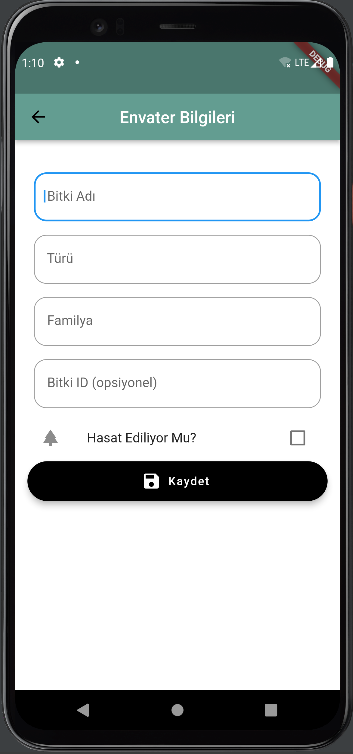 1:10
LTE
DEBUG
Envater Bilgileri
Bitki Adı
Türü
Familya
Bitki ID (opsiyonel)
Hasat Ediliyor Mu?
Kaydet